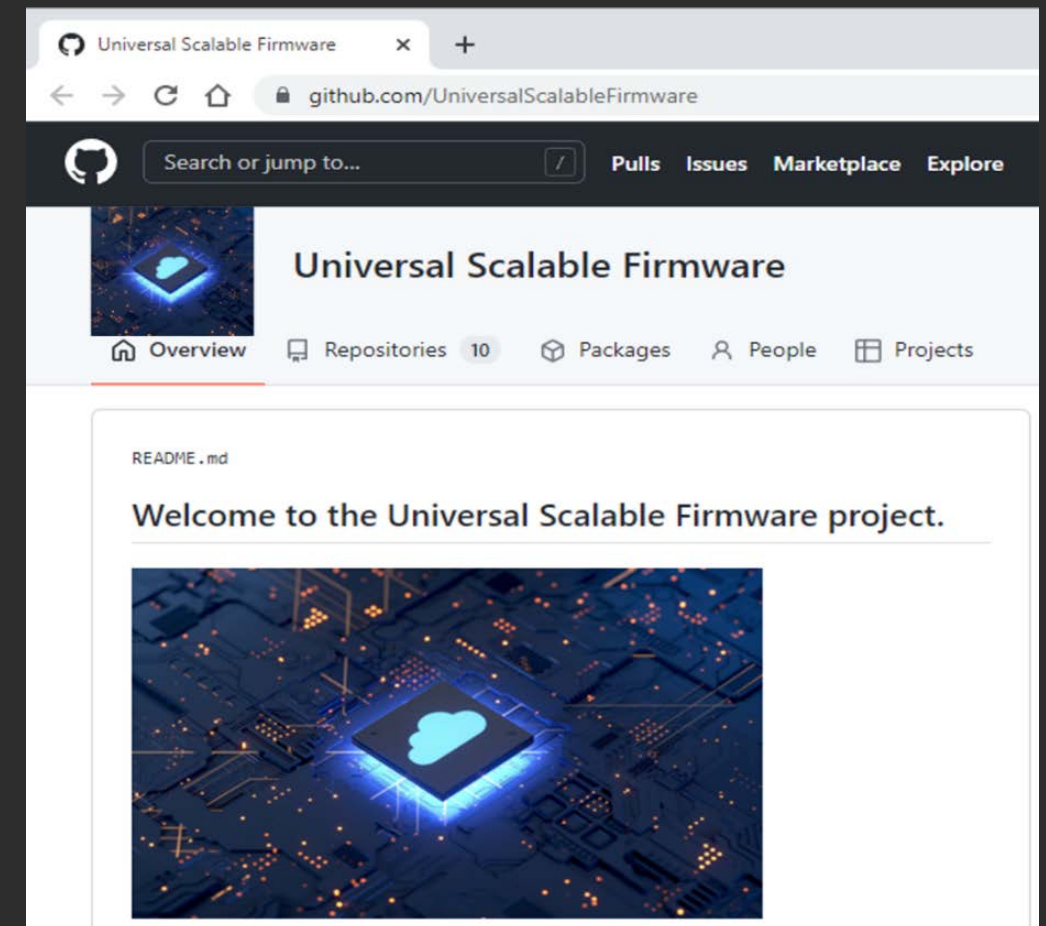 Universal Scalable Firmware × +
github.com/UniversalScalableFirmware
Search or jump to... / Pulls Issues Marketplace Explore
Universal Scalable Firmware
Overview Repositories 10 Packages People Projects
README.md
Welcome to the Universal Scalable Firmware project.